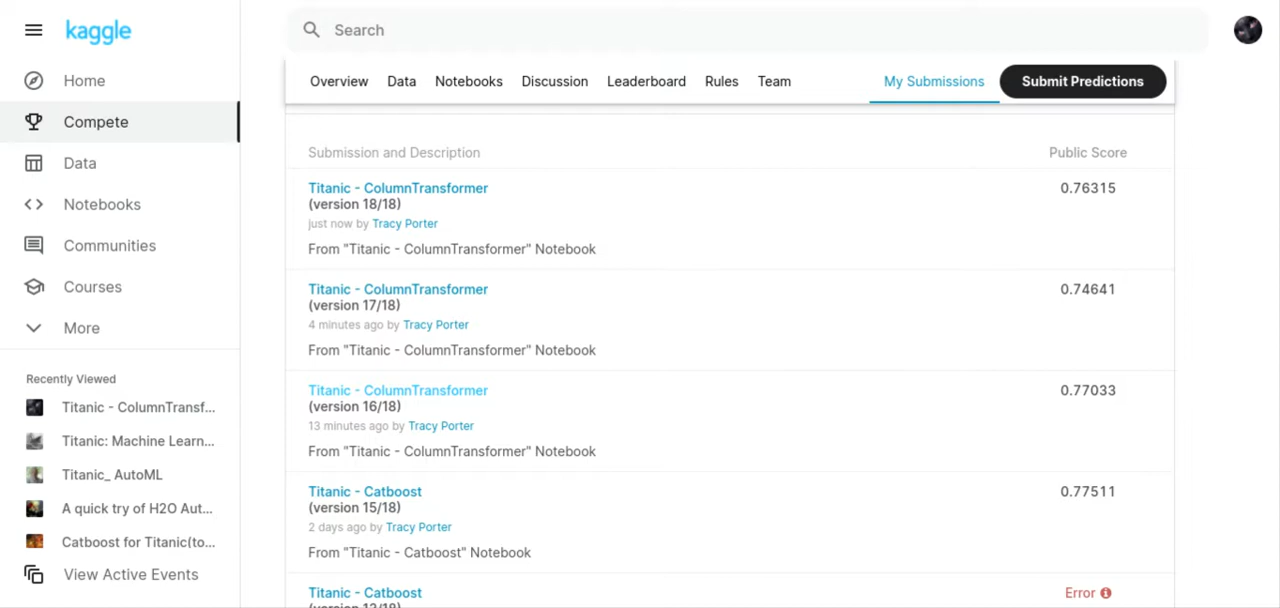 kaggle
Search
Home
Compete
Data
Notebooks
Communities
Courses
More
Recently Viewed
Titanic - ColumnTransf...
Titanic: Machine Learn...
Titanic_ AutoML
A quick try of H2O Aut...
Catboost for Titanic(to...
View Active Events
Overview Data Notebooks Discussion Leaderboard Rules Team My Submissions Submit Predictions
Submission and Description Public Score
Titanic - ColumnTransformer 0.76315
(version 18/18)
just now by Tracy Porter
From "Titanic - ColumnTransformer" Notebook
Titanic - ColumnTransformer 0.74641
(version 17/18)
4 minutes ago by Tracy Porter
From "Titanic - ColumnTransformer" Notebook
Titanic - ColumnTransformer 0.77033
(version 16/18)
13 minutes ago by Tracy Porter
From "Titanic - ColumnTransformer" Notebook
Titanic - Catboost 0.77511
(version 15/18)
2 days ago by Tracy Porter
From "Titanic - Catboost" Notebook
Titanic - Catboost Error